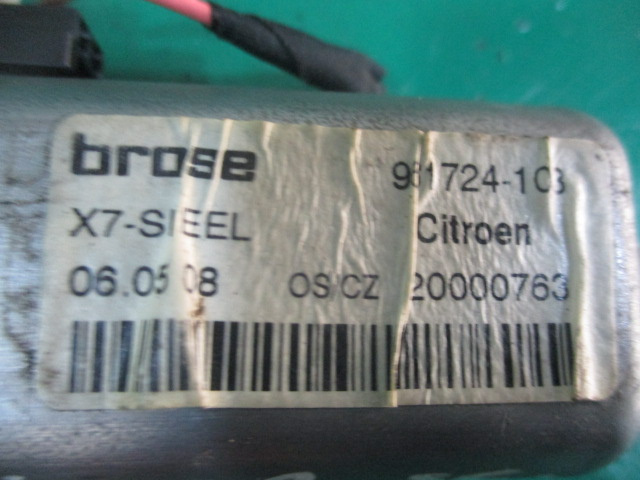 brose 981724-103
X7-SIEEL Citroen
06.05 08 OS/CZ 20000763